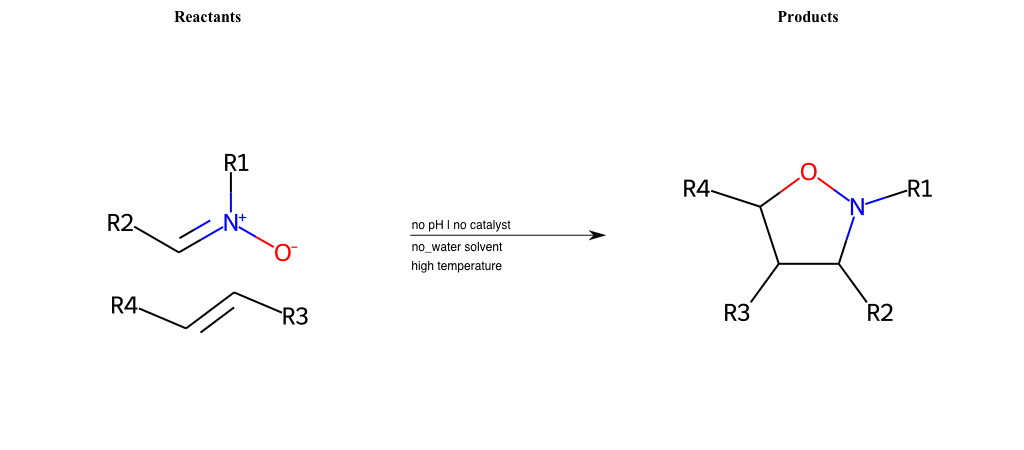 Reactants
Products
R1
R2
N+
O−
R4
R3
no pH | no catalyst
no_water solvent
high temperature
R4
O
R1
N
R3
R2